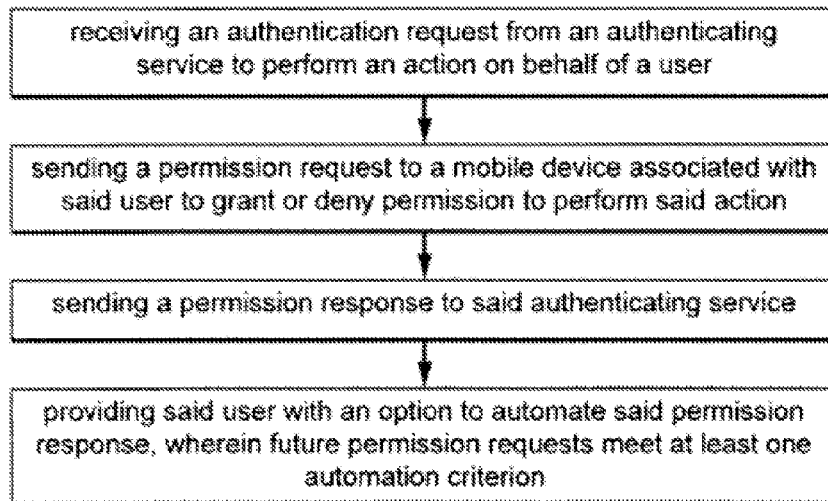 receiving an authentication request from an authenticating
service to perform an action on behalf of a user
sending a permission request to a mobile device associated with
said user to grant or deny permission to perform said action
sending a permission response to said authenticating service
providing said user with an option to automate said permission
response, wherein future permission requests meet at least one
automation criterion